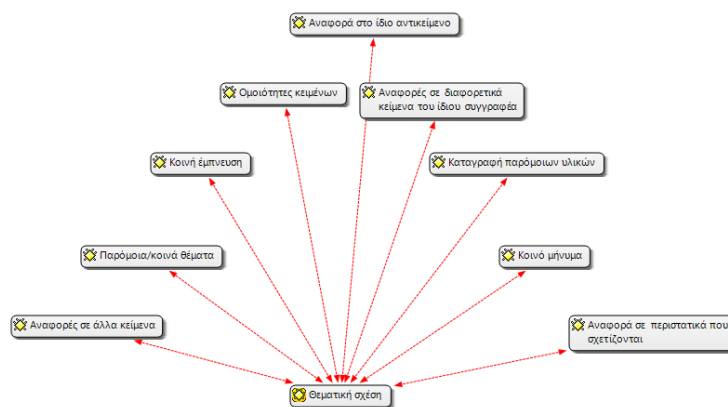 Αναφορά στο ίδιο αντικείμενο
Ομοιότητες κειμένων
Αναφορές σε διαφορετικά
κείμενα του ίδιου συγγραφέα
Κοινή έμπνευση
Καταγραφή παρόμοιων υλικών
Παρόμοια/κοινά θέματα
Κοινό μήνυμα
Αναφορές σε άλλα κείμενα
Αναφορά σε περιστατικά που
σχετίζονται
Θεματική σχέση